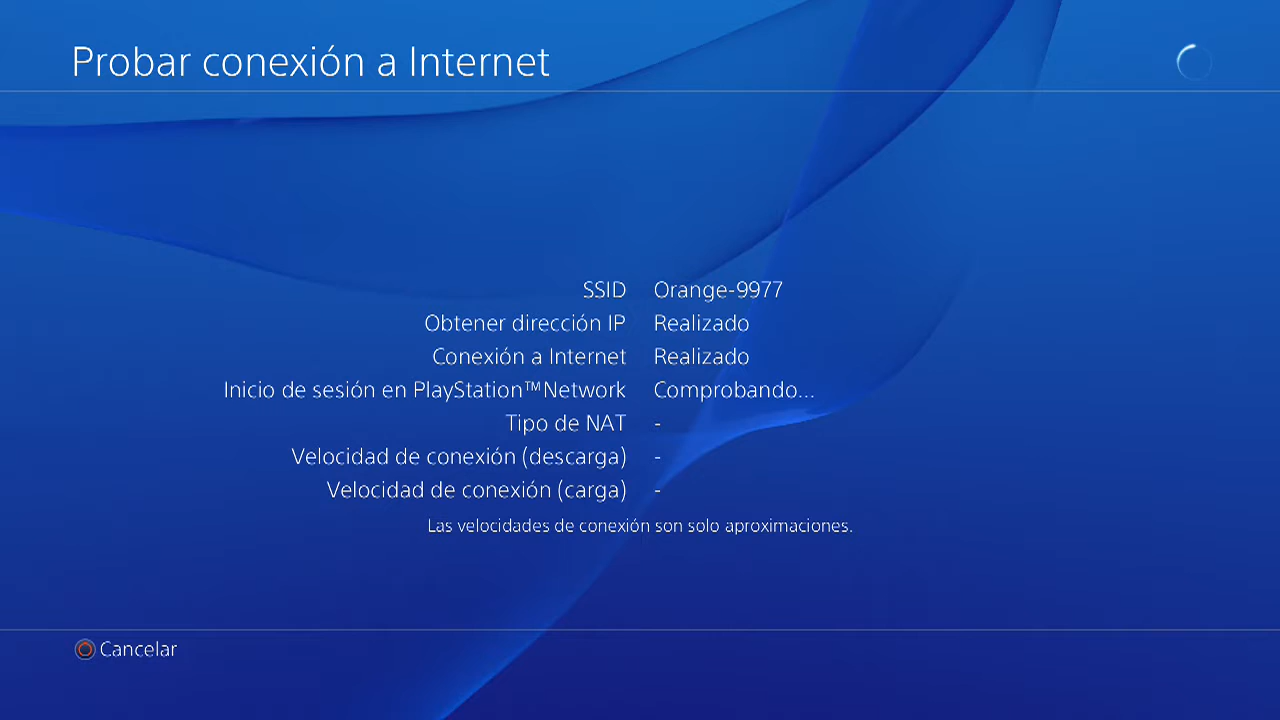 Probar conexión a Internet
SSID Orange-9977
Obtener dirección IP Realizado
Conexión a Internet Realizado
Inicio de sesión en PlayStation™Network Comprobando...
Tipo de NAT -
Velocidad de conexión (descarga) -
Velocidad de conexión (carga) -
Las velocidades de conexión son solo aproximaciones.
Cancelar